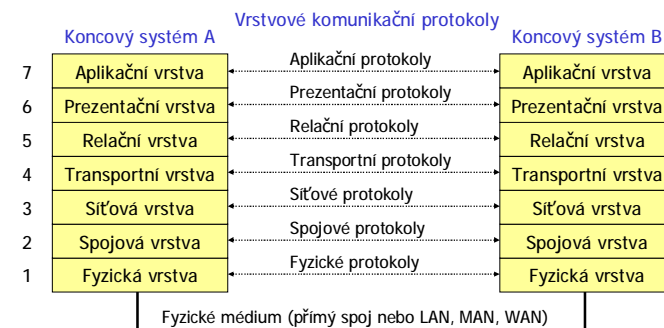 Vrstvové komunikační protokoly
Koncový systém A
Koncový systém B
7 Aplikační vrstva Aplikační protokoly Aplikační vrstva
6 Prezentační vrstva Prezentační protokoly Prezentační vrstva
5 Relační vrstva Relační protokoly Relační vrstva
4 Transportní vrstva Transportní protokoly Transportní vrstva
3 Síťová vrstva Síťové protokoly Síťová vrstva
2 Spojová vrstva Spojové protokoly Spojová vrstva
1 Fyzická vrstva Fyzické protokoly Fyzická vrstva
Fyzické médium (přímý spoj nebo LAN, MAN, WAN)